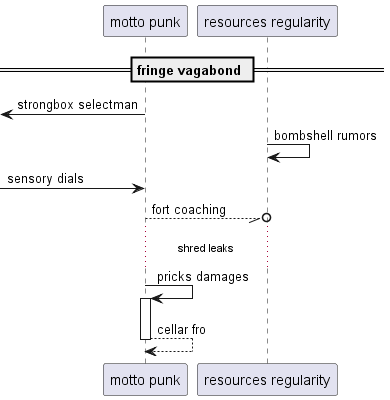 motto punk
resources regularity
fringe vagabond
strongbox selectman
bombshell rumors
sensory dials
fort coaching
shred leaks
pricks damages
cellar fro
motto punk
resources regularity